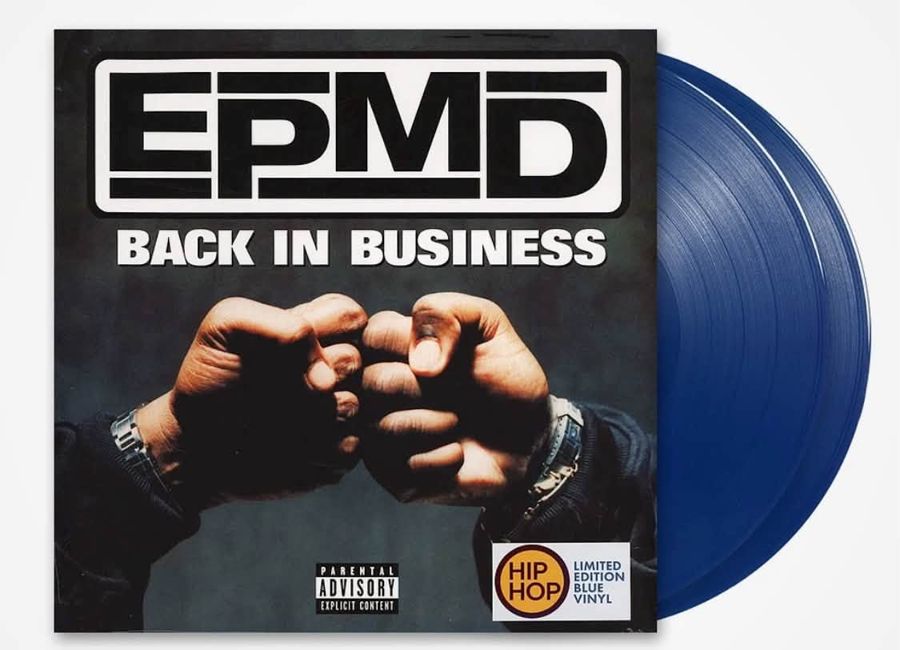 EPMD
BACK IN BUSINESS
PARENTAL
ADVISORY
EXPLICIT CONTENT
HIP
HOP
LIMITED
EDITION
BLUE
VINYL